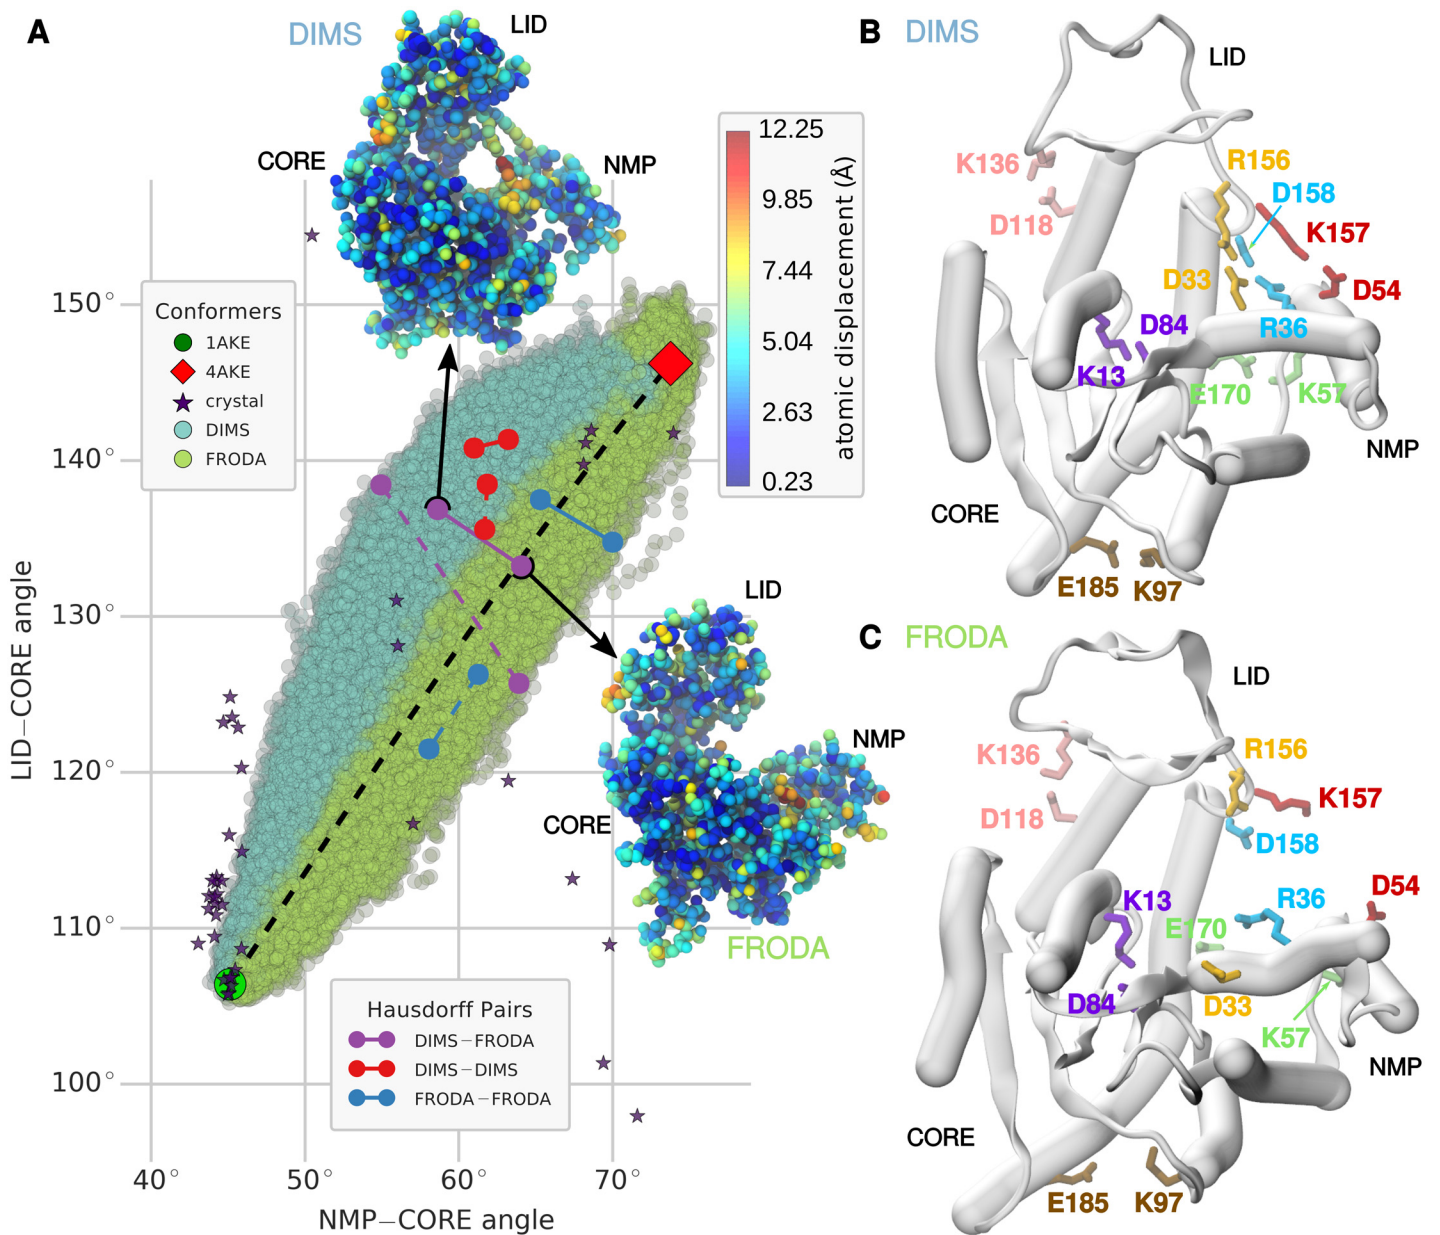 A
DIMS
LID
CORE
NMP
12.25
9.85
7.44
5.04
2.63
0.23
atomic displacement (Å)
Conformers
1AKE
4AKE
crystal
DIMS
FRODA
150°
140°
130°
120°
110°
100°
LID–CORE angle
LID
NMP
CORE
FRODA
Hausdorff Pairs
DIMS–FRODA
DIMS–DIMS
FRODA–FRODA
40°
50°
60°
70°
NMP–CORE angle
B
DIMS
LID
K136
R156
D158
D118
K157
D33
D54
D84
R36
K13
E170
K57
NMP
CORE
E185
K97
C
FRODA
LID
K136
R156
K157
D118
D158
K13
R36
D54
E170
D84
D33
K57
NMP
CORE
E185
K97